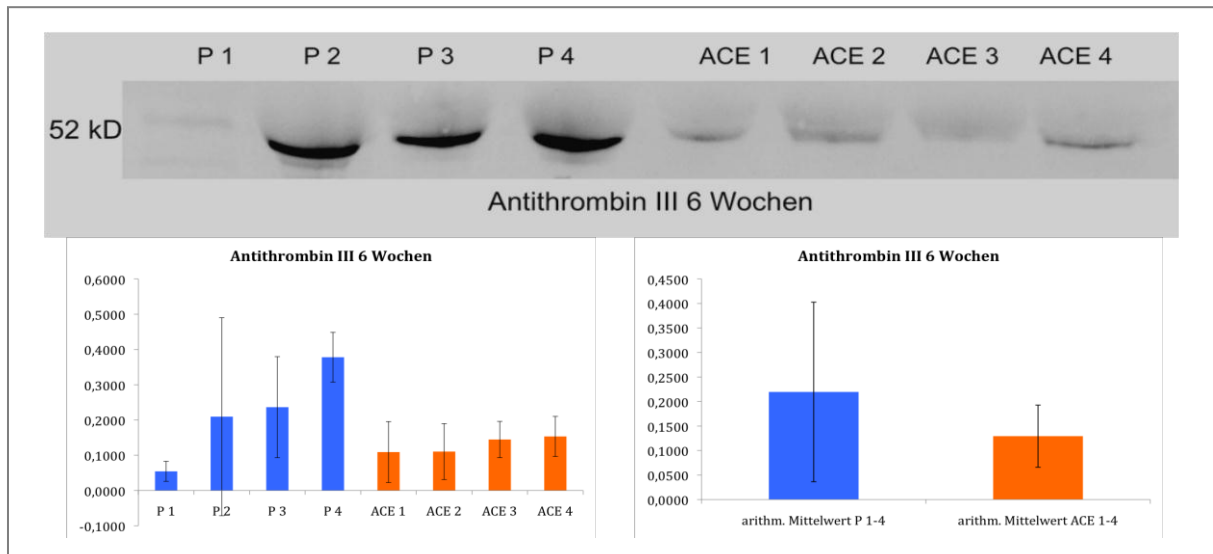 P 1 P 2 P 3 P 4 ACE 1 ACE 2 ACE 3 ACE 4
52 kD
Antithrombin III 6 Wochen
Antithrombin III 6 Wochen
0,6000
0,5000
0,4000
0,3000
0,2000
0,1000
0,0000
-0,1000
P 1 P 2 P 3 P 4 ACE 1 ACE 2 ACE 3 ACE 4
Antithrombin III 6 Wochen
0,4500
0,4000
0,3500
0,3000
0,2500
0,2000
0,1500
0,1000
0,0500
0,0000
arithm. Mittelwert P 1-4 arithm. Mittelwert ACE 1-4